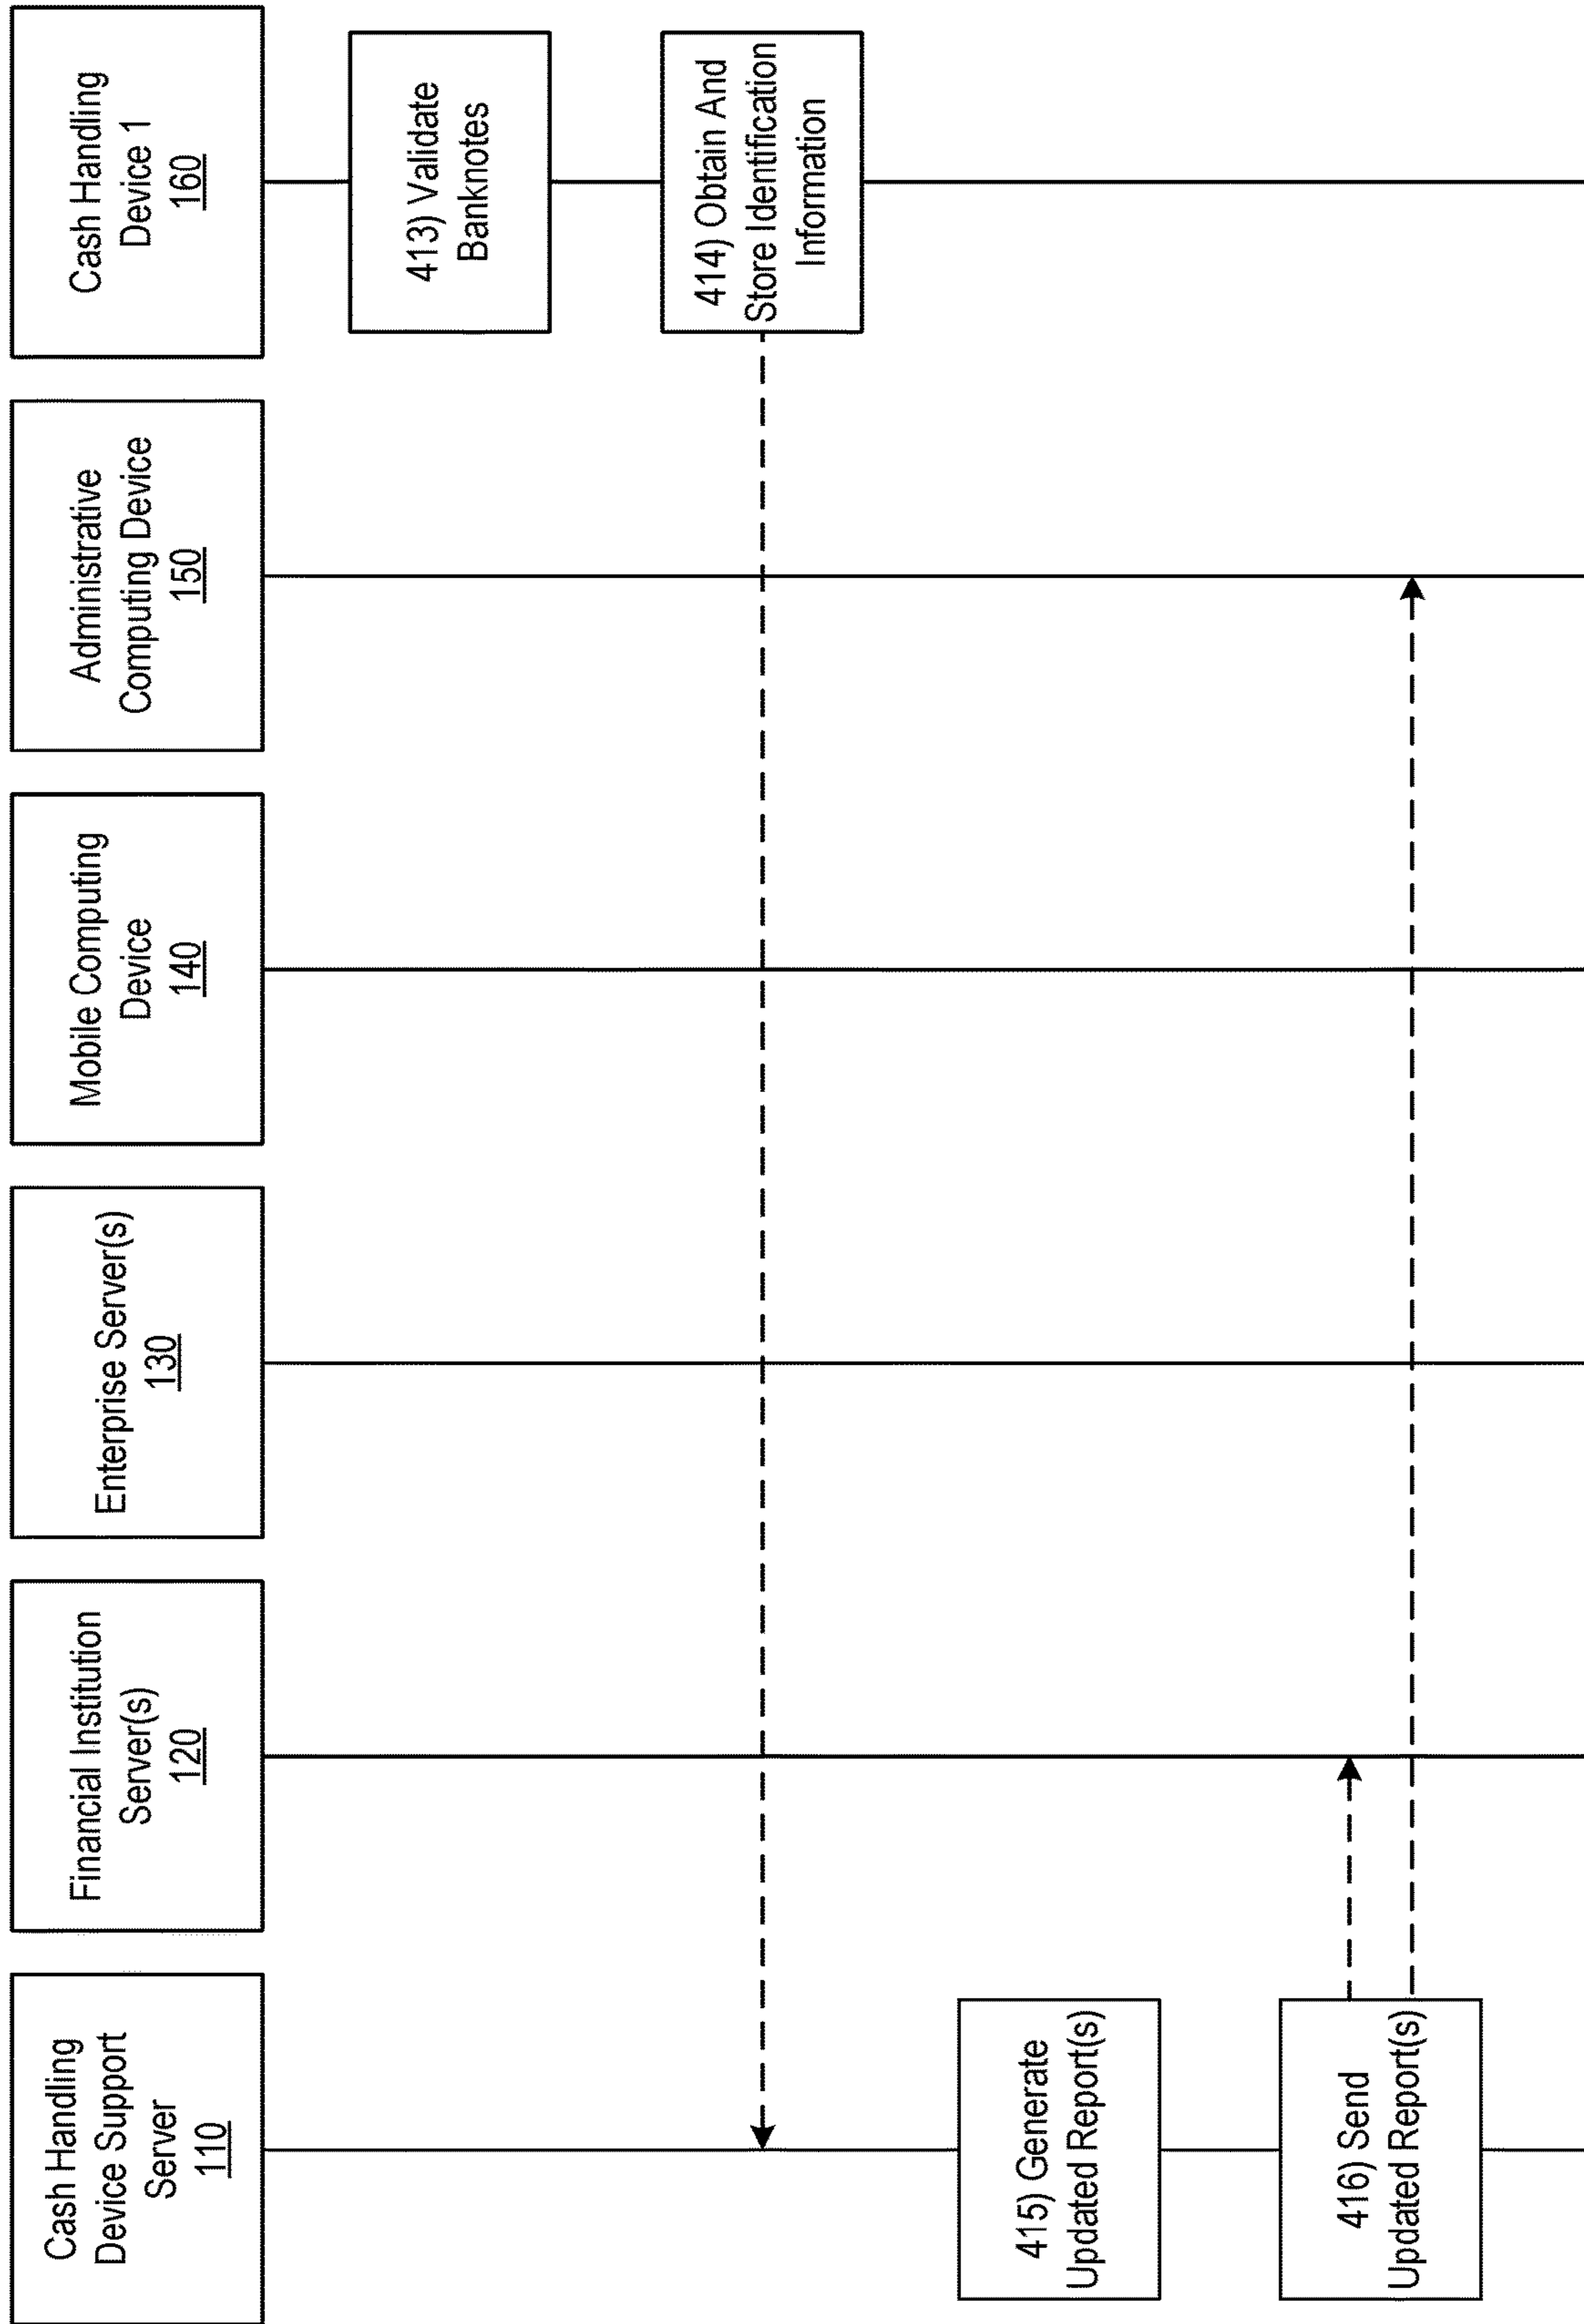 Cash Handling
Device Support
Server
110
Financial Institution
Server(s)
120
Enterprise Server(s)
130
Mobile Computing
Device
140
Administrative
Computing Device
150
Cash Handling
Device 1
160
413) Validate
Banknotes
414) Obtain And
Store Identification
Information
415) Generate
Updated Report(s)
416) Send
Updated Report(s)